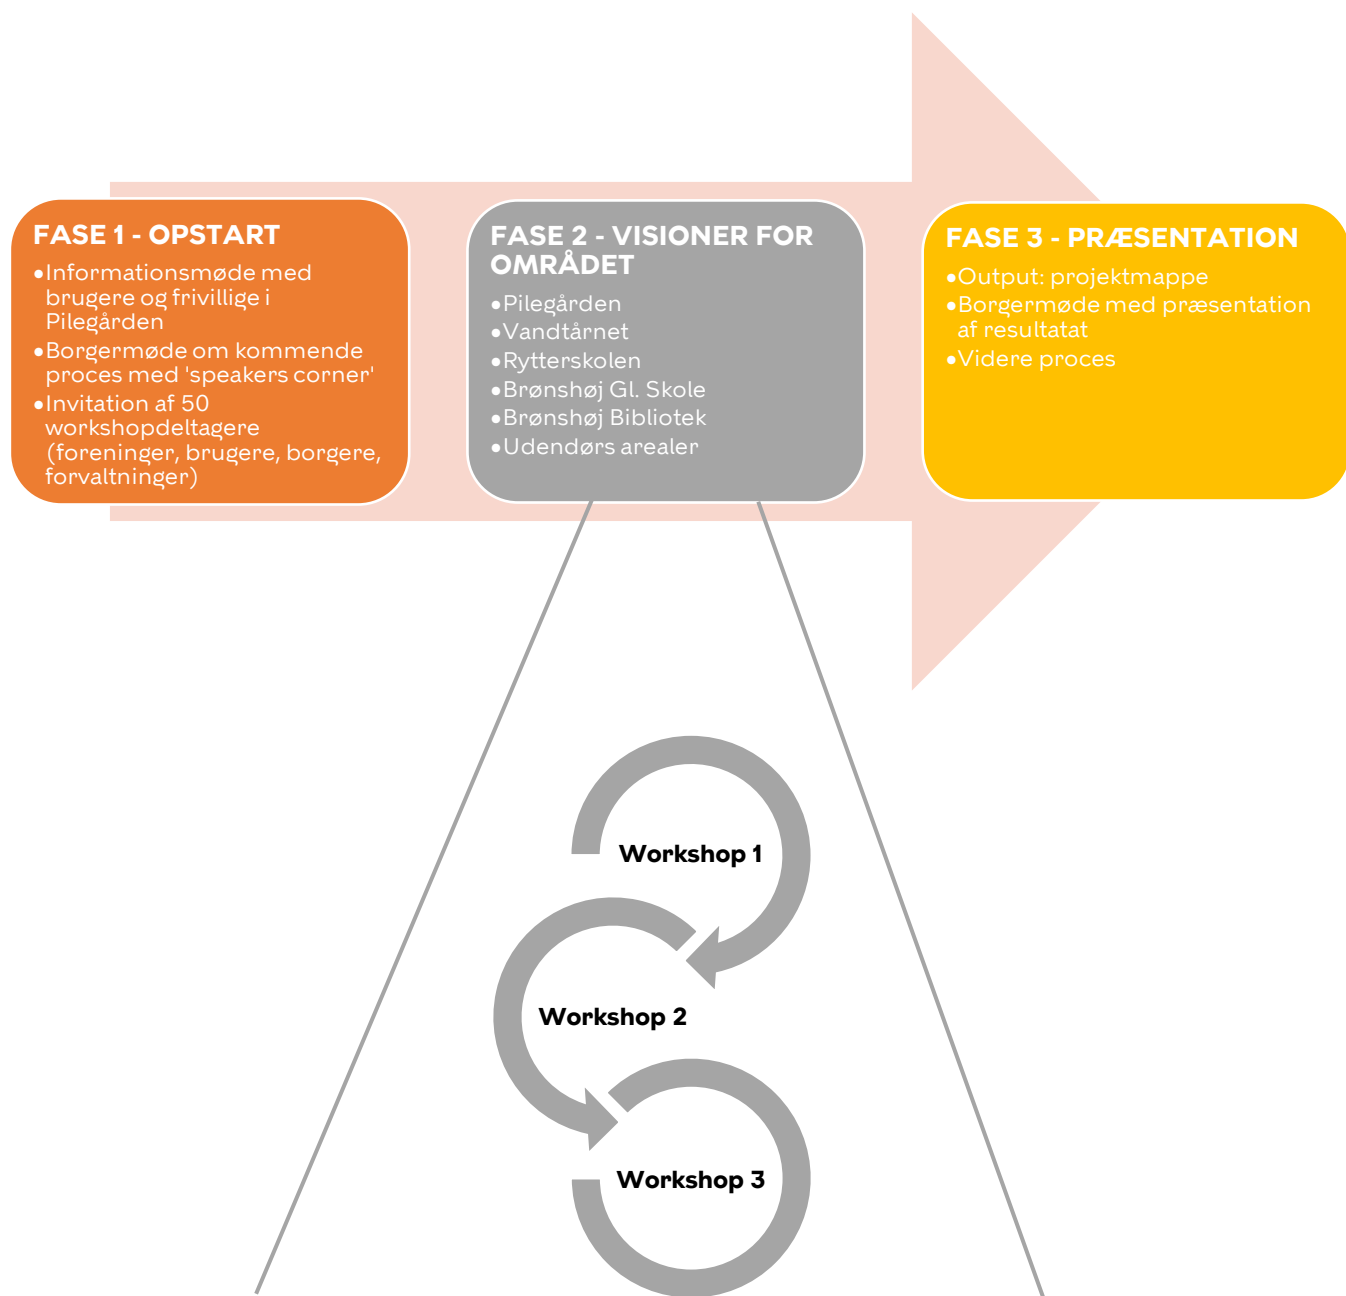 FASE 1 - OPSTART
•Informationsmøde med
brugere og frivillige i
Pilegården
•Borgermøde om kommende
proces med 'speakers corner'
•Invitation af 50
workshopdeltagere
(foreninger, brugere, borgere,
forvaltninger)
FASE 2 - VISIONER FOR
OMRÅDET
•Pilegården
•Vandtårnet
•Rytterskolen
•Brønshøj Gl. Skole
•Brønshøj Bibliotek
•Udendørs arealer
FASE 3 - PRÆSENTATION
•Output: projektmappe
•Borgermøde med præsentation
af resultatat
•Videre proces
Workshop 1
Workshop 2
Workshop 3